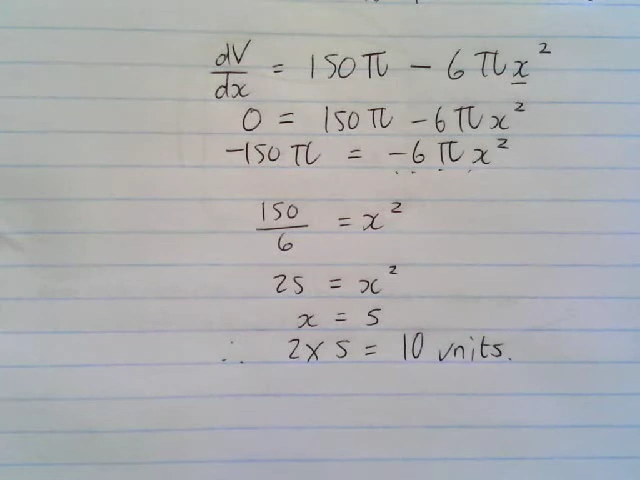 dV/dx = 150π - 6πx²
0 = 150π - 6πx²
-150π = -6πx²
150/6 = x²
25 = x²
x = 5
∴ 2 × 5 = 10 units.